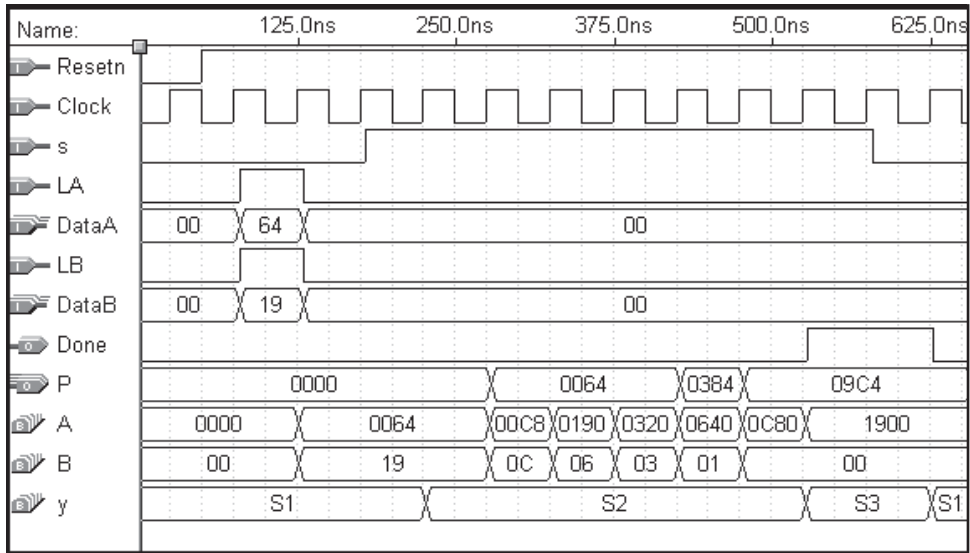 Name: 125.0ns 250.0ns 375.0ns 500.0ns 625.0ns
Resetn
Clock
s
LA
DataA 00 64 00
LB
DataB 00 19 00
Done
P 0000 0064 0384 09C4
A 0000 0064 00C8 0190 0320 0640 0C80 1900
B 00 19 0C 06 03 01 00
y S1 S2 S3 S1